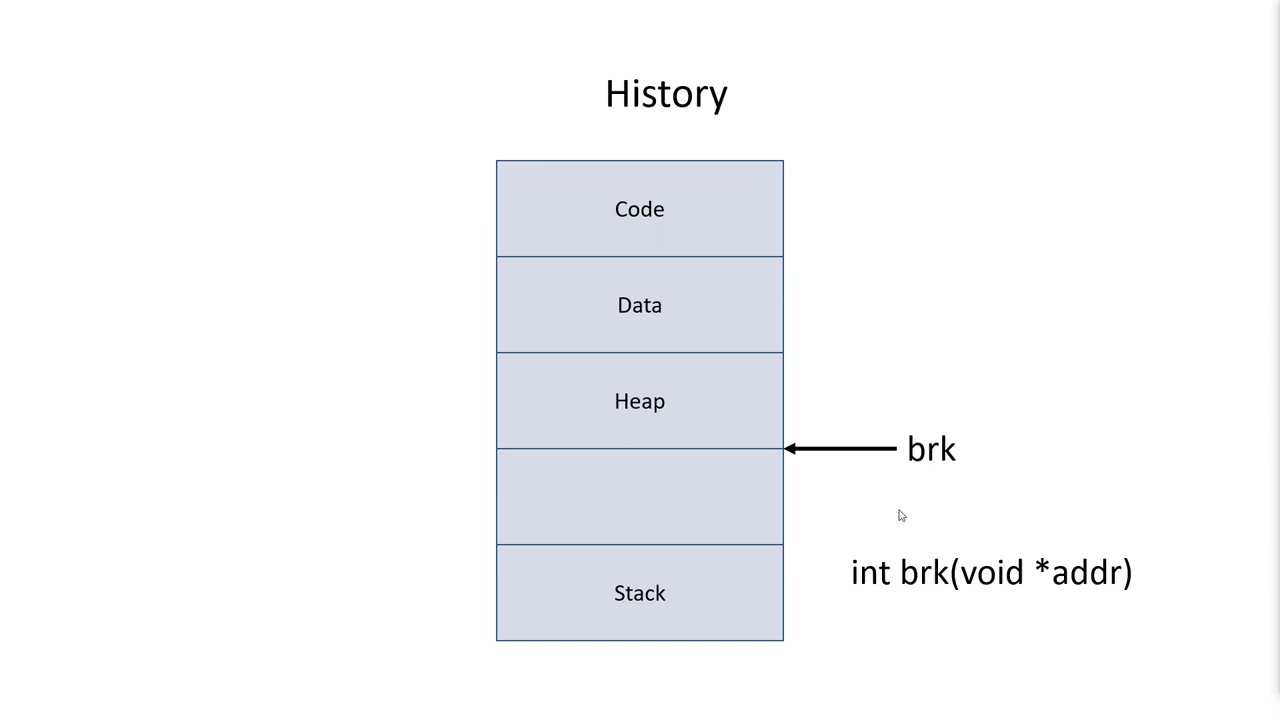 History
Code
Data
Heap
brk
int brk(void *addr)
Stack